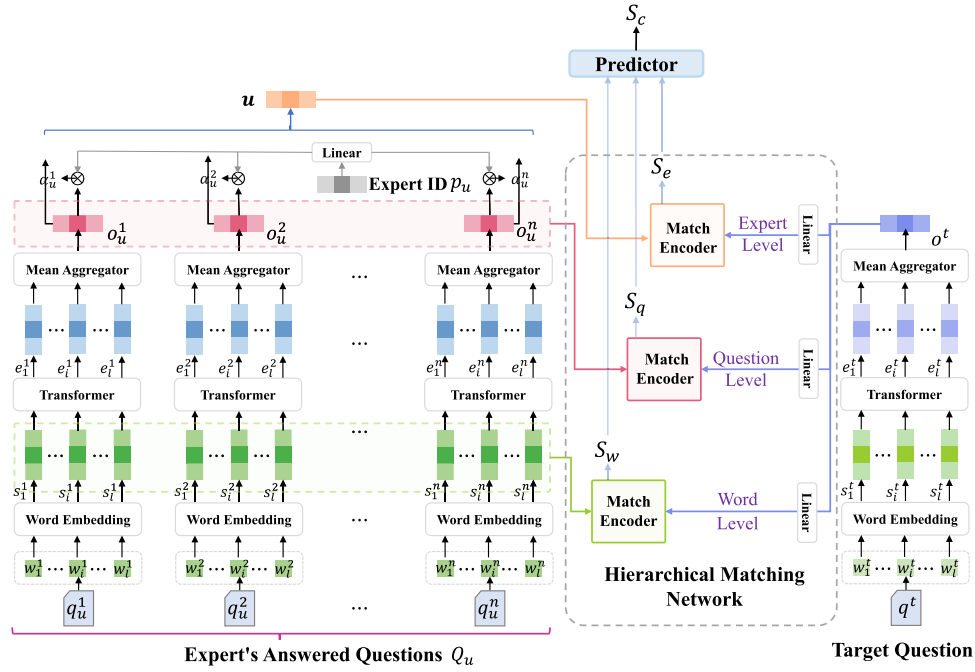 S_c
Predictor
u
Linear
α_u^1 ⊗ α_u^2 ⊗ ⊗ α_u^n
Expert ID p_u
S_e
o_u^1 o_u^2 o_u^n
Match Encoder
Expert Level
Linear
o^t
Mean Aggregator Mean Aggregator ... Mean Aggregator
Mean Aggregator
... ... ... ... ... ...
... ...
S_q
...
e_1^1 e_i^1 e_l^1 e_1^2 e_i^2 e_l^2 e_1^n e_i^n e_l^n
Match Encoder
Question Level
Linear
e_1^t e_i^t e_l^t
Transformer Transformer ... Transformer
Transformer
...
... ... ... ... ... ...
S_w
... ...
...
s_1^1 s_i^1 s_l^1 s_1^2 s_i^2 s_l^2 s_1^n s_i^n s_l^n
Match Encoder
Word Level
Linear
s_1^t s_i^t s_l^t
Word Embedding Word Embedding ... Word Embedding
Word Embedding
w_1^1 ... w_i^1 ... w_l^1 w_1^2 ... w_i^2 ... w_l^2 w_1^n ... w_i^n ... w_l^n
w_1^t ... w_i^t ... w_l^t
Hierarchical Matching
Network
q_u^1 q_u^2 ... q_u^n
q^t
Expert's Answered Questions Q_u
Target Question